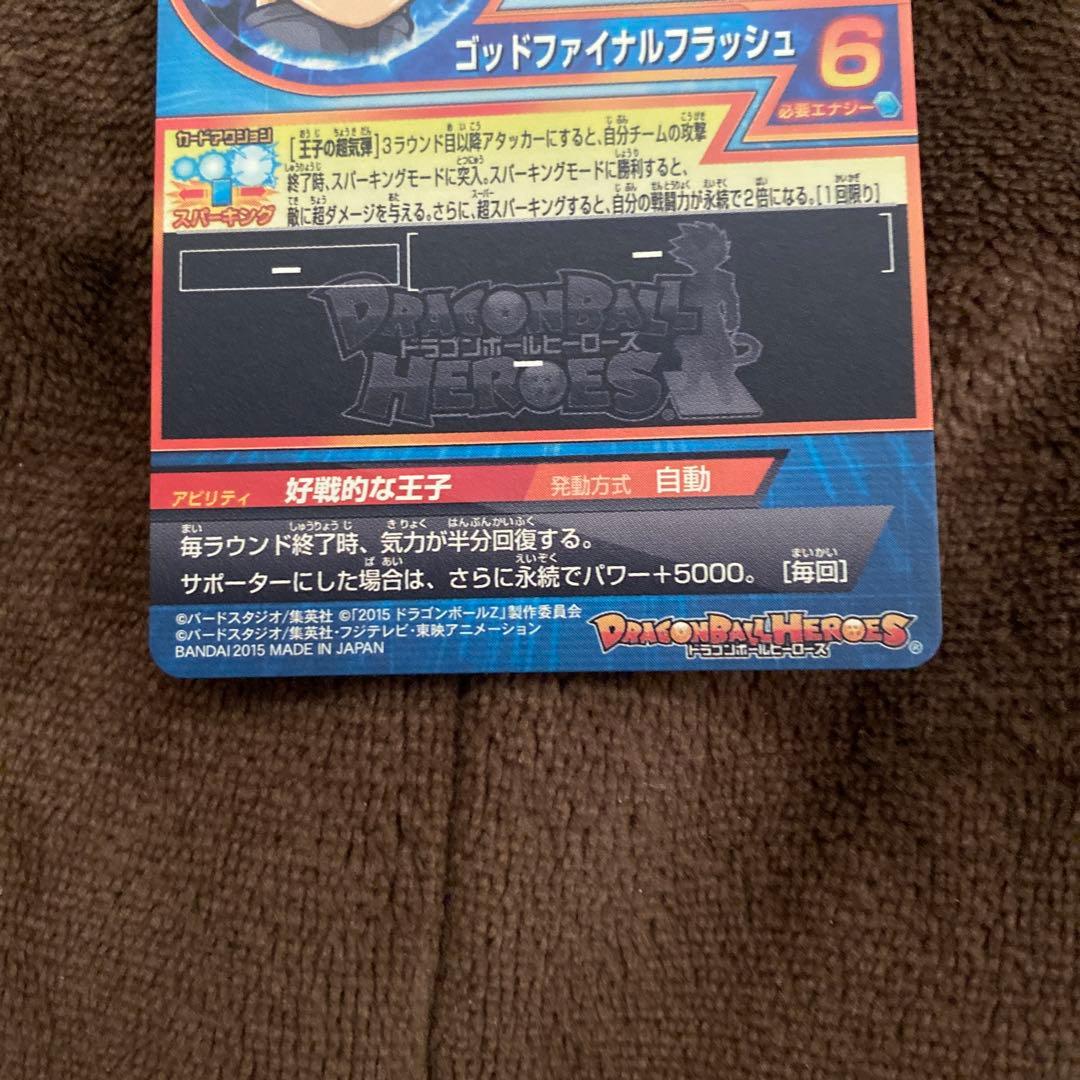 ゴッドファイナルフラッシュ
6
必要エナジー
カードアクション
スパーキング
[王子の超気弾]3ラウンド目以降アタッカーにすると、自分チームの攻撃
終了時、スパーキングモードに突入。スパーキングモードに勝利すると、
敵に超ダメージを与える。さらに、超スパーキングすると、自分の戦闘力が永続で2倍になる。[1回限り]
DRAGON BALL
ドラゴンボールヒーローズ
HEROES
アビリティ 好戦的な王子 発動方式 自動
毎ラウンド終了時、気力が半分回復する。
サポーターにした場合は、さらに永続でパワー+5000。 [毎回]
©バードスタジオ/集英社 ©「2015 ドラゴンボールZ」製作委員会
©バードスタジオ/集英社・フジテレビ・東映アニメーション
BANDAI 2015 MADE IN JAPAN
DRAGON BALL HEROES
ドラゴンボールヒーローズ